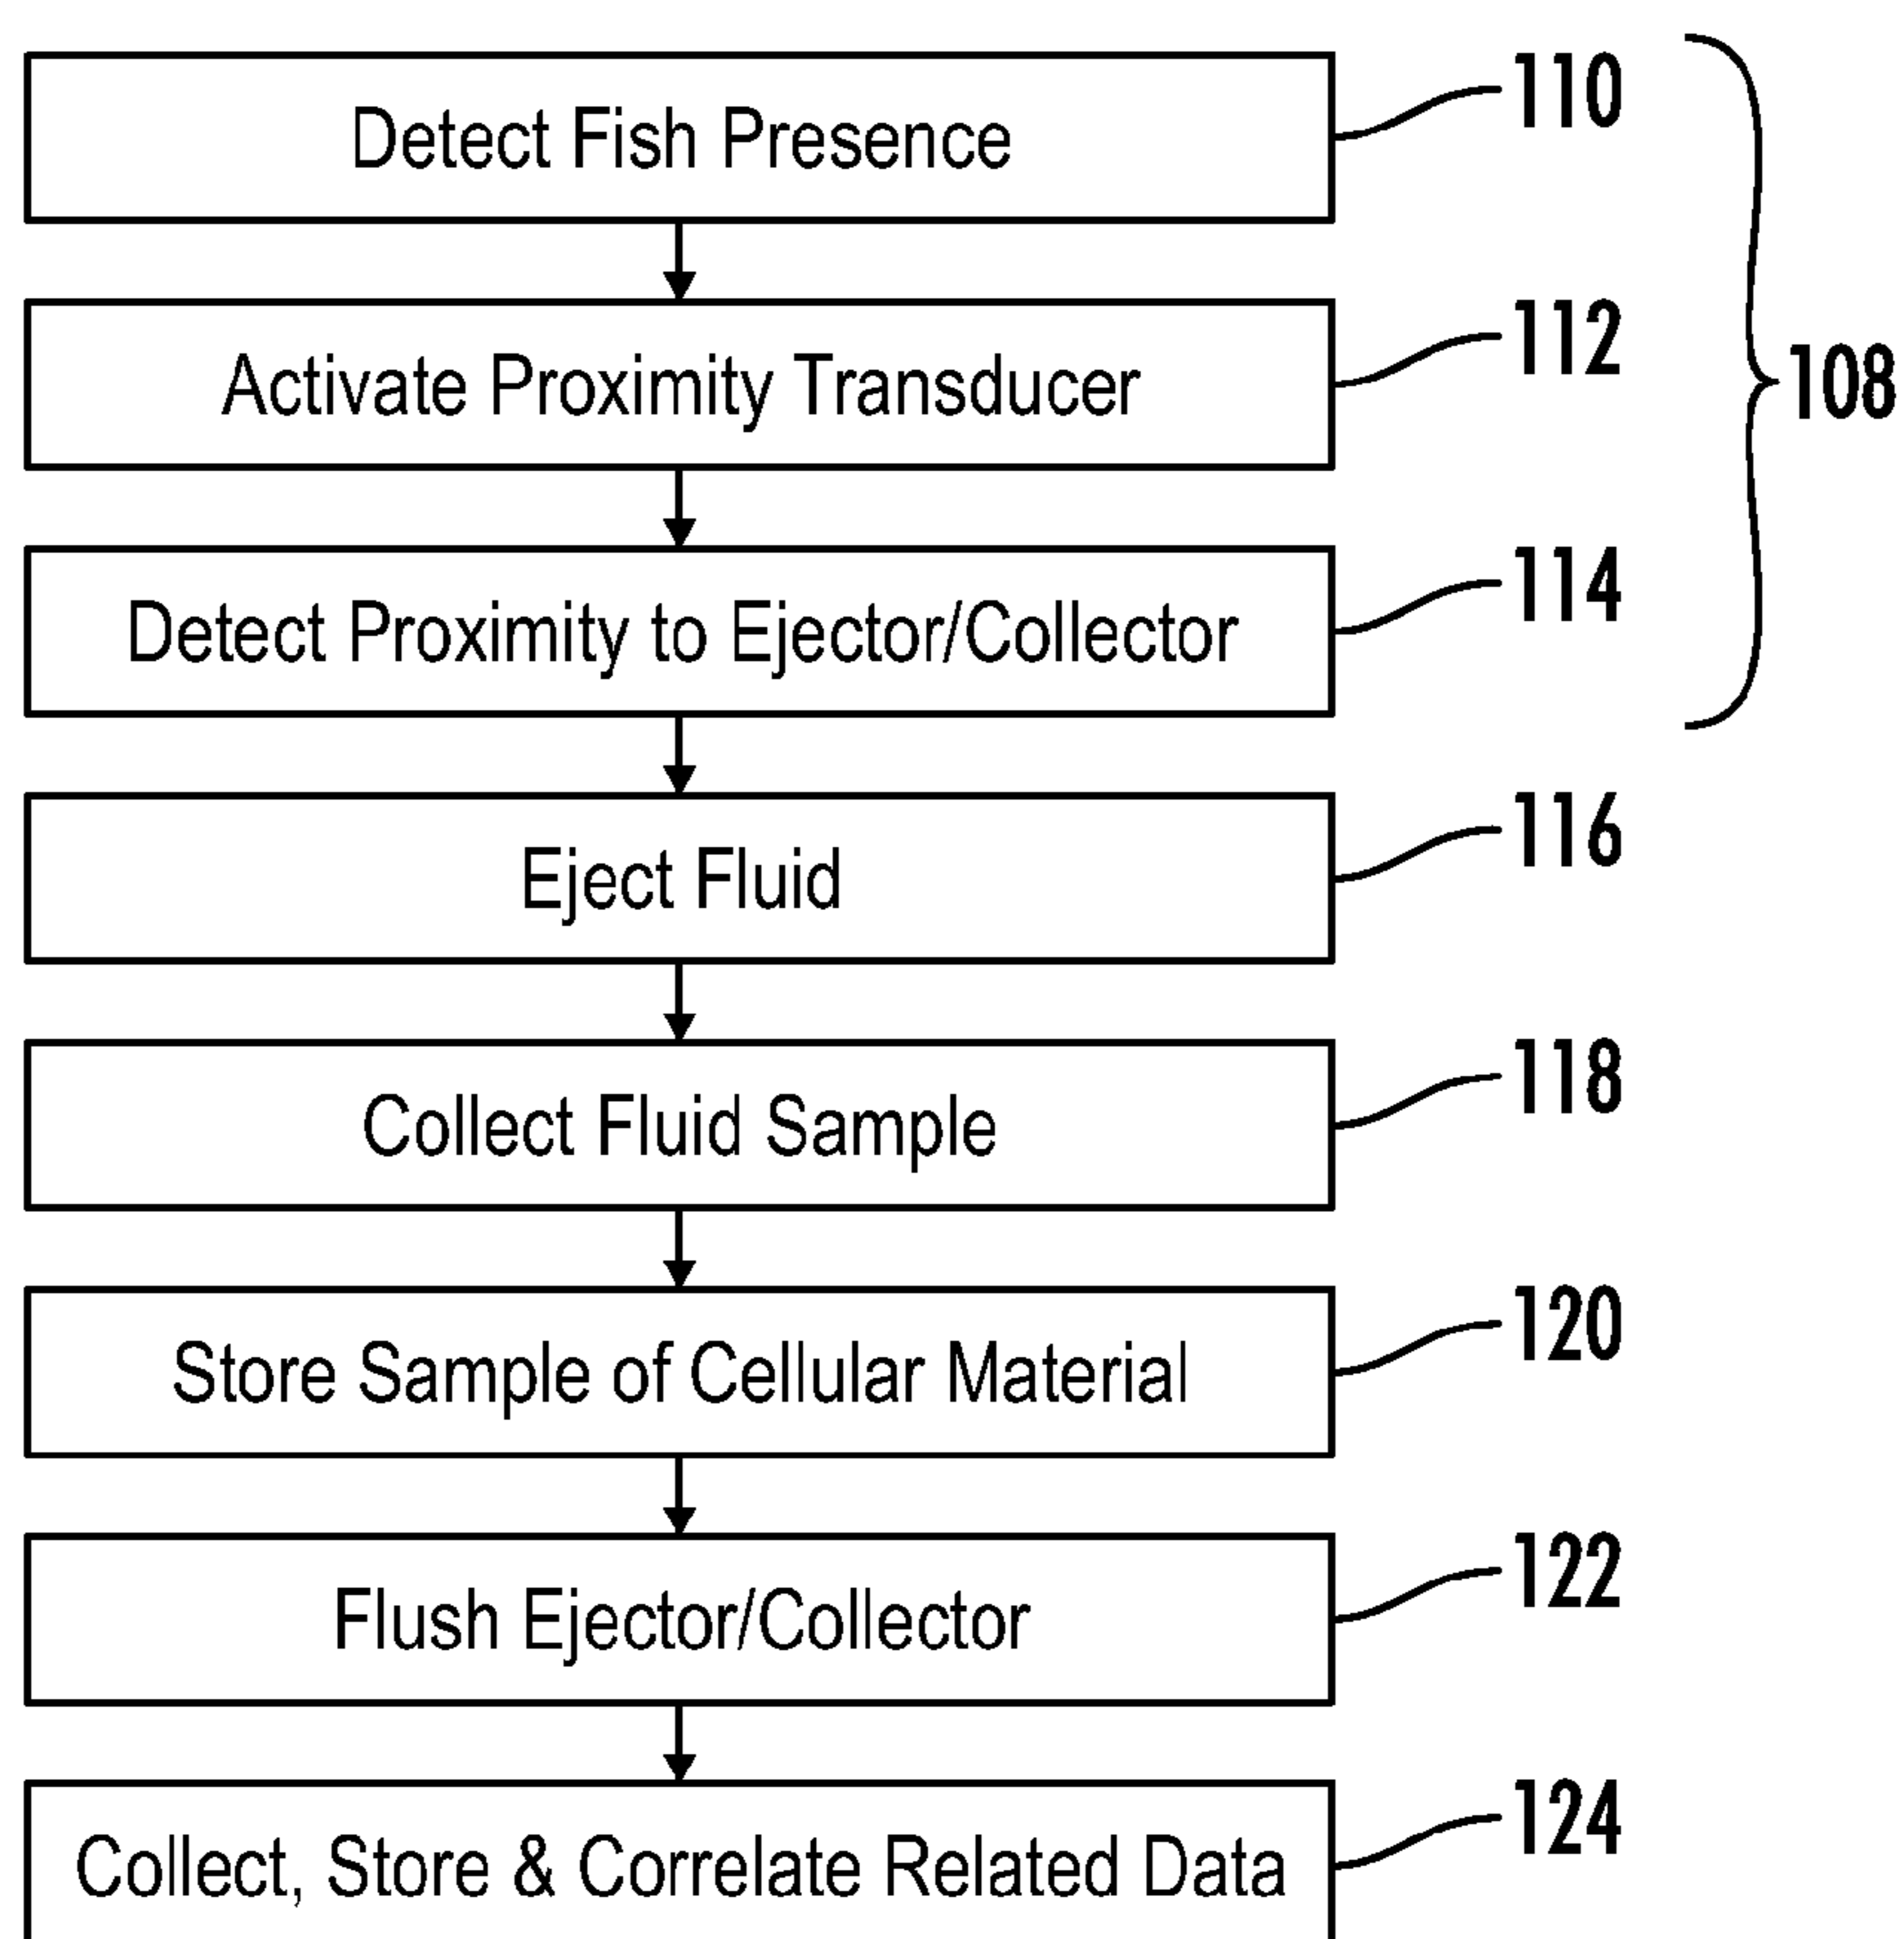 Detect Fish Presence 110
Activate Proximity Transducer 112
108
Detect Proximity to Ejector/Collector 114
Eject Fluid 116
Collect Fluid Sample 118
Store Sample of Cellular Material 120
Flush Ejector/Collector 122
Collect, Store & Correlate Related Data 124